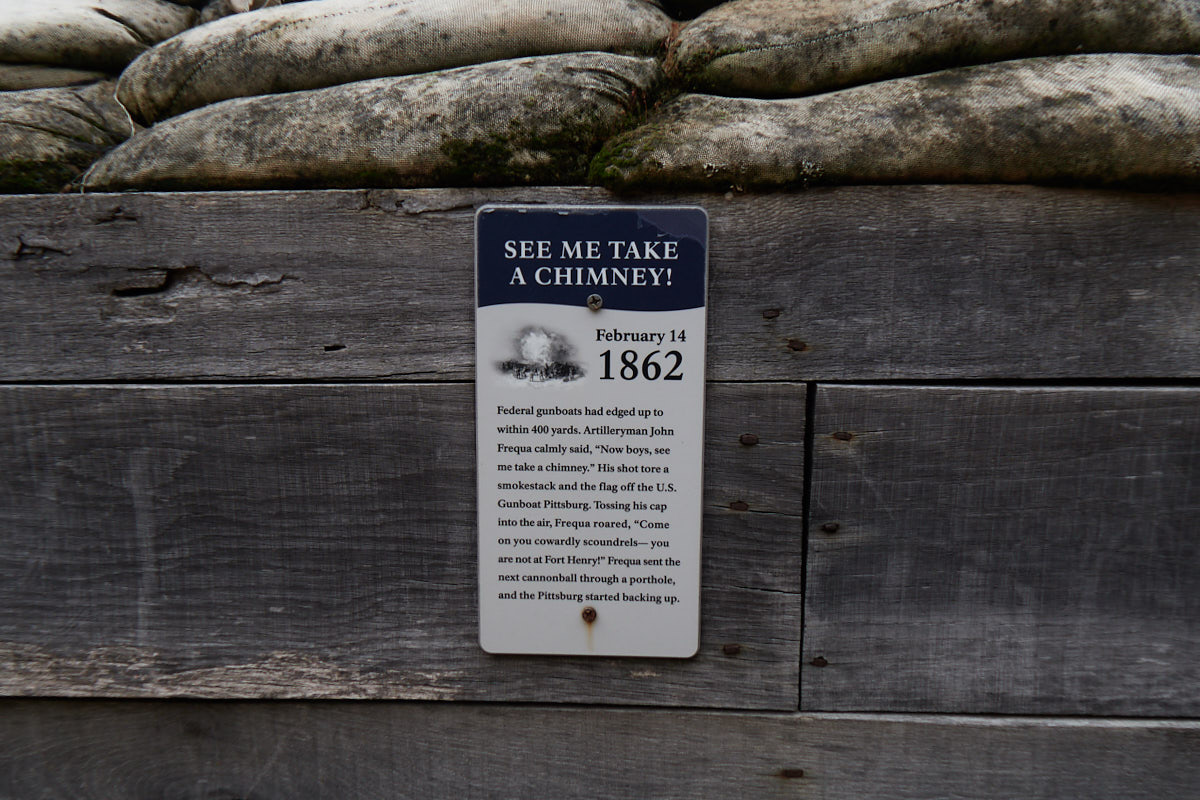 SEE ME TAKE
A CHIMNEY!
February 14
1862
Federal gunboats had edged up to
within 400 yards. Artilleryman John
Frequa calmly said, “Now boys, see
me take a chimney.” His shot tore a
smokestack and the flag off the U.S.
Gunboat Pittsburg. Tossing his cap
into the air, Frequa roared, “Come
on you cowardly scoundrels— you
are not at Fort Henry!” Frequa sent the
next cannonball through a porthole,
and the Pittsburg started backing up.